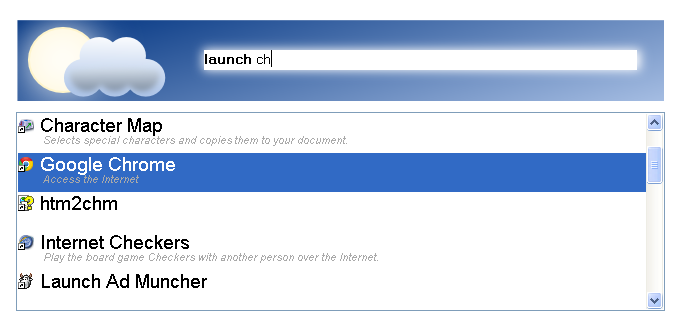 launch ch
Character Map
Selects special characters and copies them to your document.
Google Chrome
Access the Internet
htm2chm
Internet Checkers
Play the board game Checkers with another person over the Internet.
Launch Ad Muncher